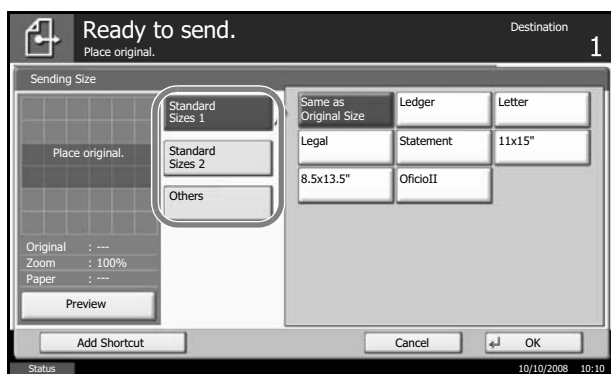 Ready to send.
Destination
Place original.
1
Sending Size
Place original.
Original : ---
Zoom : 100%
Paper : ---
Preview
Standard
Sizes 1
Standard
Sizes 2
Others
Same as
Original Size
Ledger
Letter
Legal
Statement
11x15"
8.5x13.5"
OficioII
Add Shortcut
Cancel
OK
Status
10/10/2008 10:10